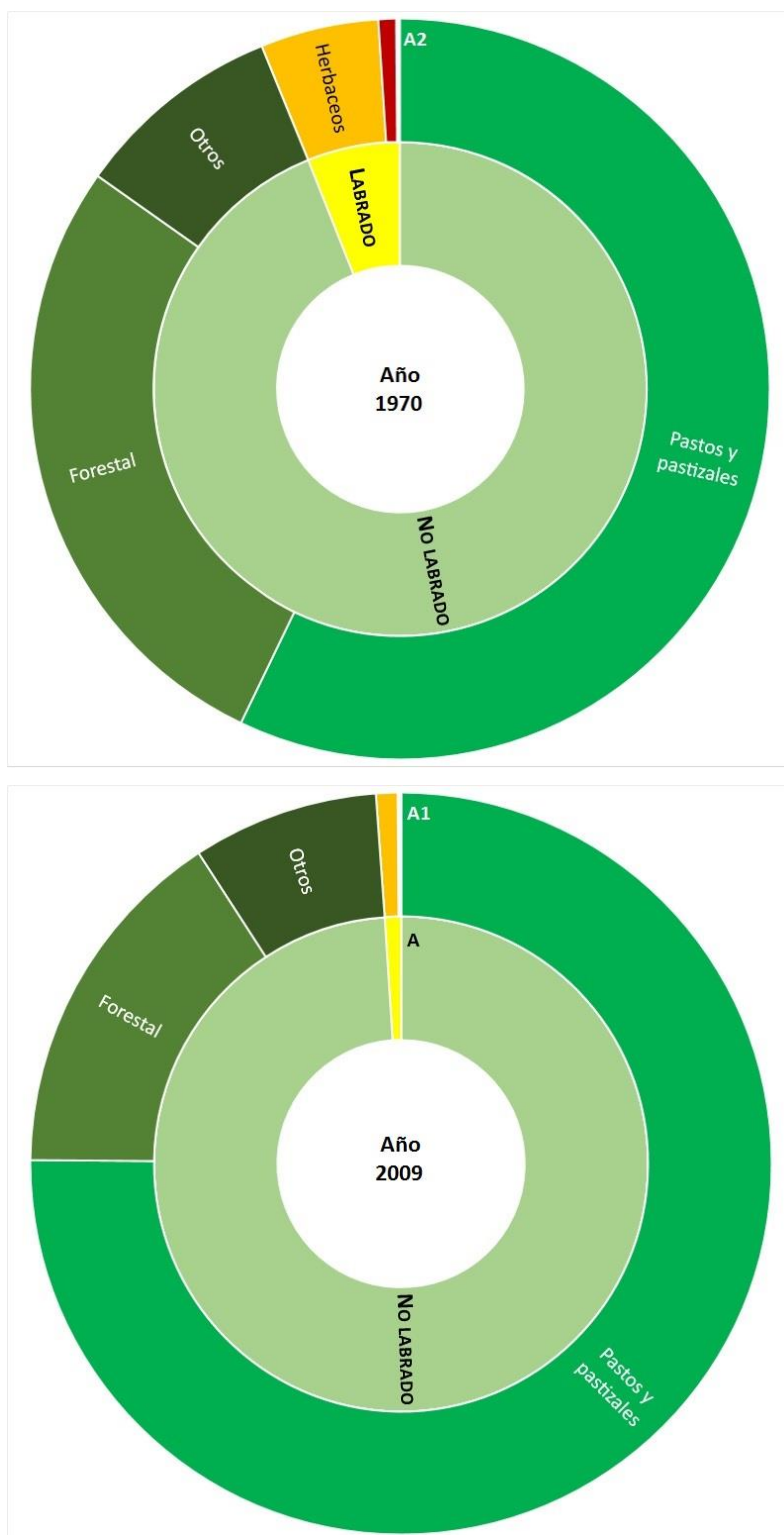 A2
Herbaceos
Otros
LABRADO
Año
1970
Pastos y
pastizales
Forestal
NO LABRADO
A1
Otros
A
Forestal
Año
2009
NO LABRADO
Pastos y
pastizales